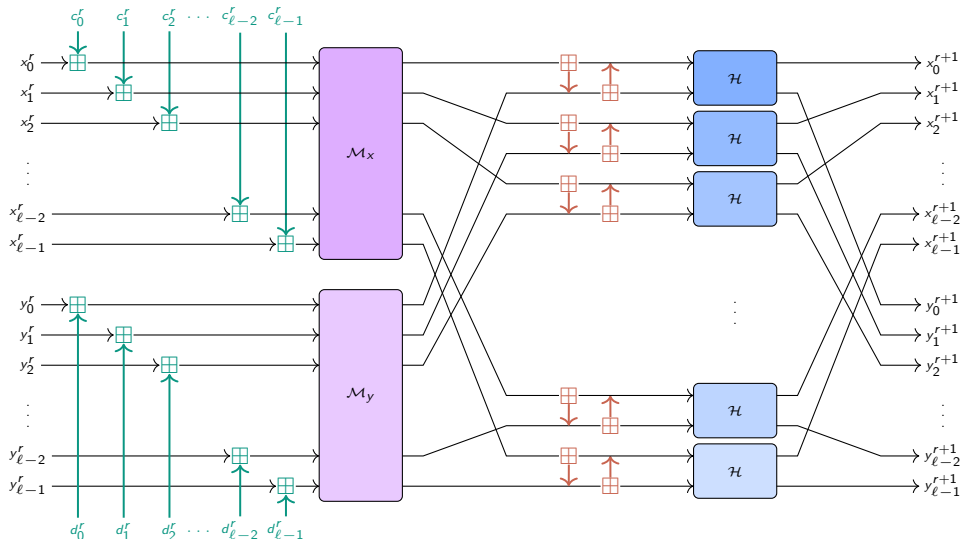 c_0^r c_1^r c_2^r · · · c_{ℓ−2}^r c_{ℓ−1}^r
x_0^r H x_0^{r+1}
x_1^r x_1^{r+1}
x_2^r H x_2^{r+1}
M_x
⋮ H ⋮
x_{ℓ−2}^r x_{ℓ−2}^{r+1}
x_{ℓ−1}^r x_{ℓ−1}^{r+1}
y_0^r ⋮ y_0^{r+1}
y_1^r y_1^{r+1}
y_2^r y_2^{r+1}
M_y
⋮ H ⋮
y_{ℓ−2}^r y_{ℓ−2}^{r+1}
H
y_{ℓ−1}^r y_{ℓ−1}^{r+1}
d_0^r d_1^r d_2^r · · · d_{ℓ−2}^r d_{ℓ−1}^r